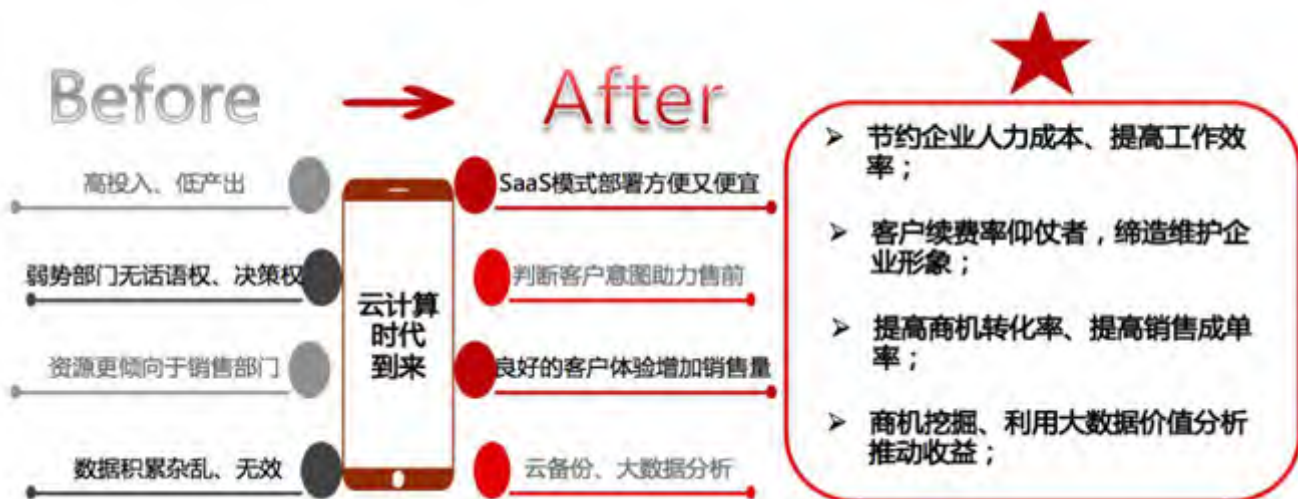 Before
After
高投入、低产出
弱势部门无话语权、决策权
资源更倾向于销售部门
数据积累杂乱、无效
云计算
时代
到来
SaaS模式部署方便又便宜
判断客户意图助力售前
良好的客户体验增加销售量
云备份、大数据分析
➢ 节约企业人力成本、提高工作效
率；
➢ 客户续费率仰仗者，缔造维护企
业形象；
➢ 提高商机转化率、提高销售成单
率；
➢ 商机挖掘、利用大数据价值分析
推动收益；